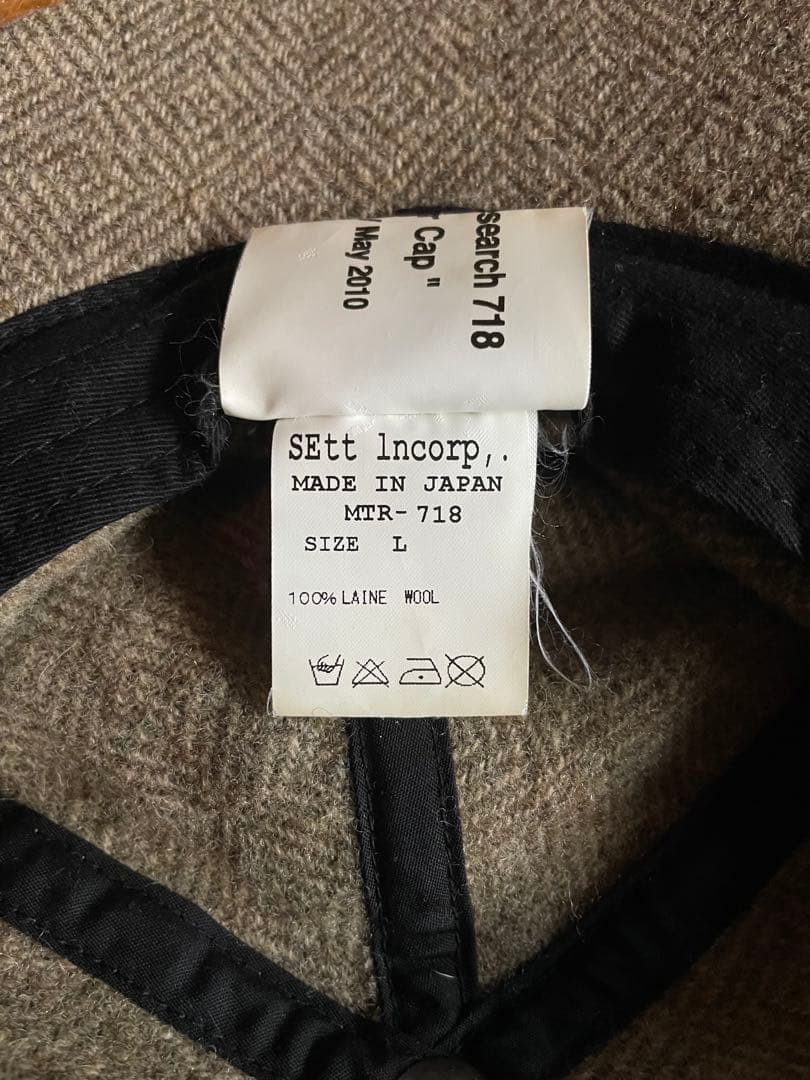 search 718
Cap "
/ May 2010
SEtt lncorp,.
MADE IN JAPAN
MTR-718
SIZE L
100% LAINE WOOL